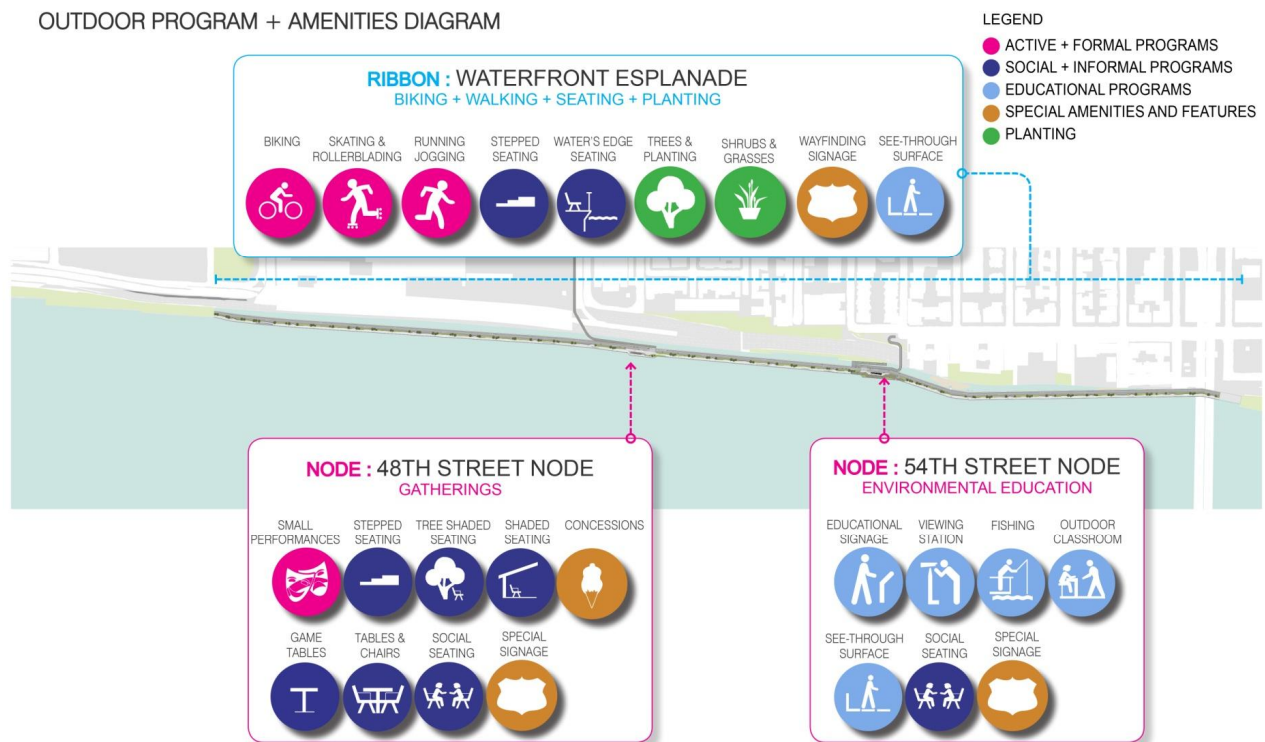 OUTDOOR PROGRAM + AMENITIES DIAGRAM
LEGEND
ACTIVE + FORMAL PROGRAMS
SOCIAL + INFORMAL PROGRAMS
EDUCATIONAL PROGRAMS
SPECIAL AMENITIES AND FEATURES
PLANTING
RIBBON : WATERFRONT ESPLANADE
BIKING + WALKING + SEATING + PLANTING
BIKING
SKATING &
ROLLERBLADING
RUNNING
JOGGING
STEPPED
SEATING
WATER'S EDGE
SEATING
TREES &
PLANTING
SHRUBS &
GRASSES
WAYFINDING
SIGNAGE
SEE-THROUGH
SURFACE
NODE : 48TH STREET NODE
GATHERINGS
SMALL
PERFORMANCES
STEPPED
SEATING
TREE SHADED
SEATING
SHADED
SEATING
CONCESSIONS
GAME
TABLES
TABLES &
CHAIRS
SOCIAL
SEATING
SPECIAL
SIGNAGE
NODE : 54TH STREET NODE
ENVIRONMENTAL EDUCATION
EDUCATIONAL
SIGNAGE
VIEWING
STATION
FISHING
OUTDOOR
CLASSROOM
SEE-THROUGH
SURFACE
SOCIAL
SEATING
SPECIAL
SIGNAGE